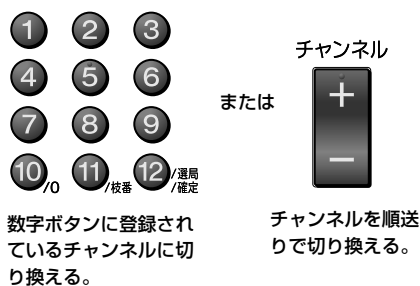 1 2 3
4 5 6
7 8 9
10/0 11/枝番 12/選局/確定
または
チャンネル
+
−
数字ボタンに登録され
ているチャンネルに切
り換える。
チャンネルを順送
りで切り換える。